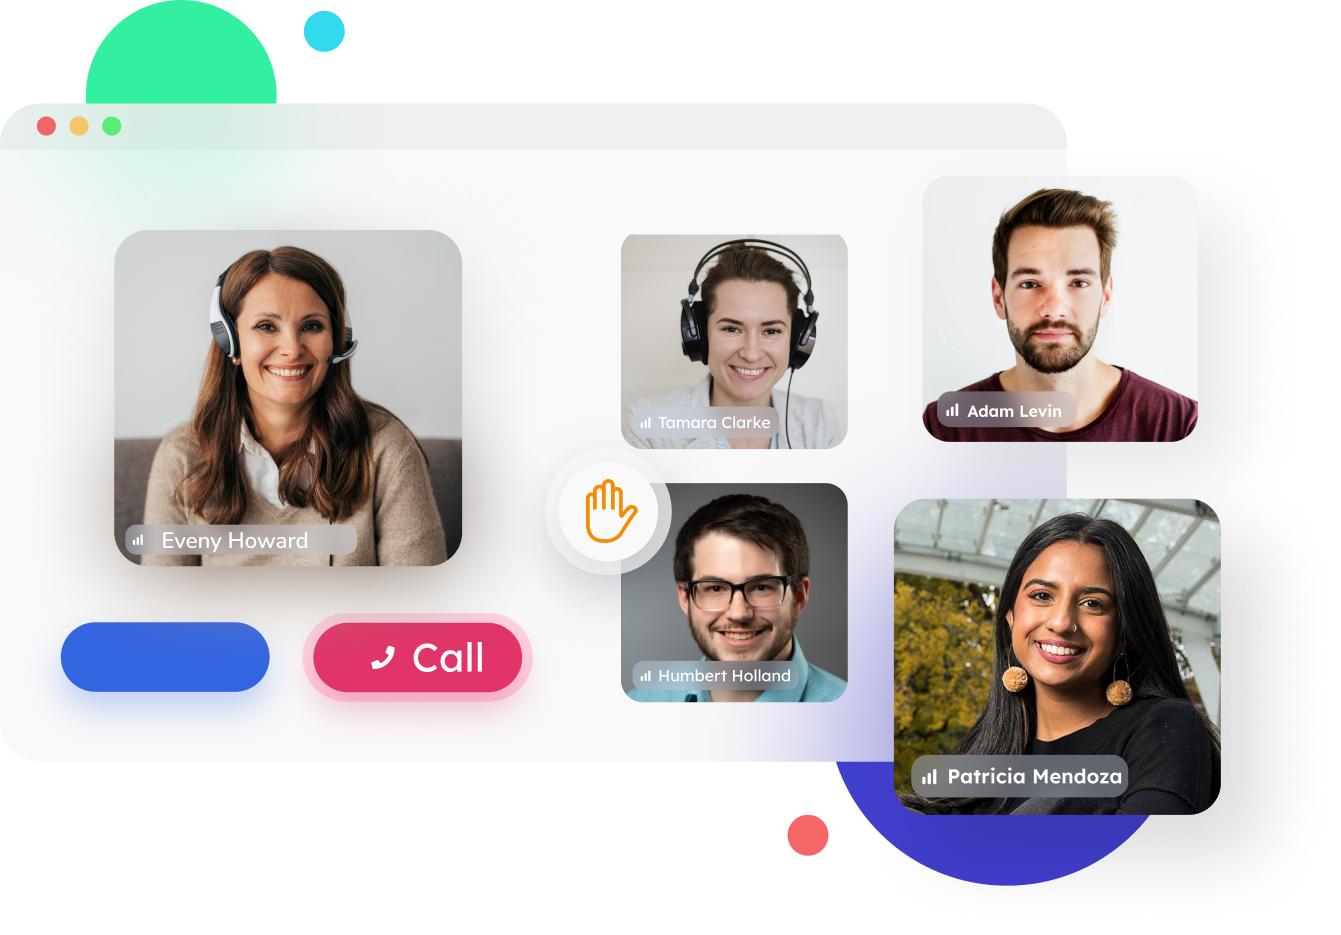 Tamara Clarke
Adam Levin
Eveny Howard
Call
Humbert Holland
Patricia Mendoza